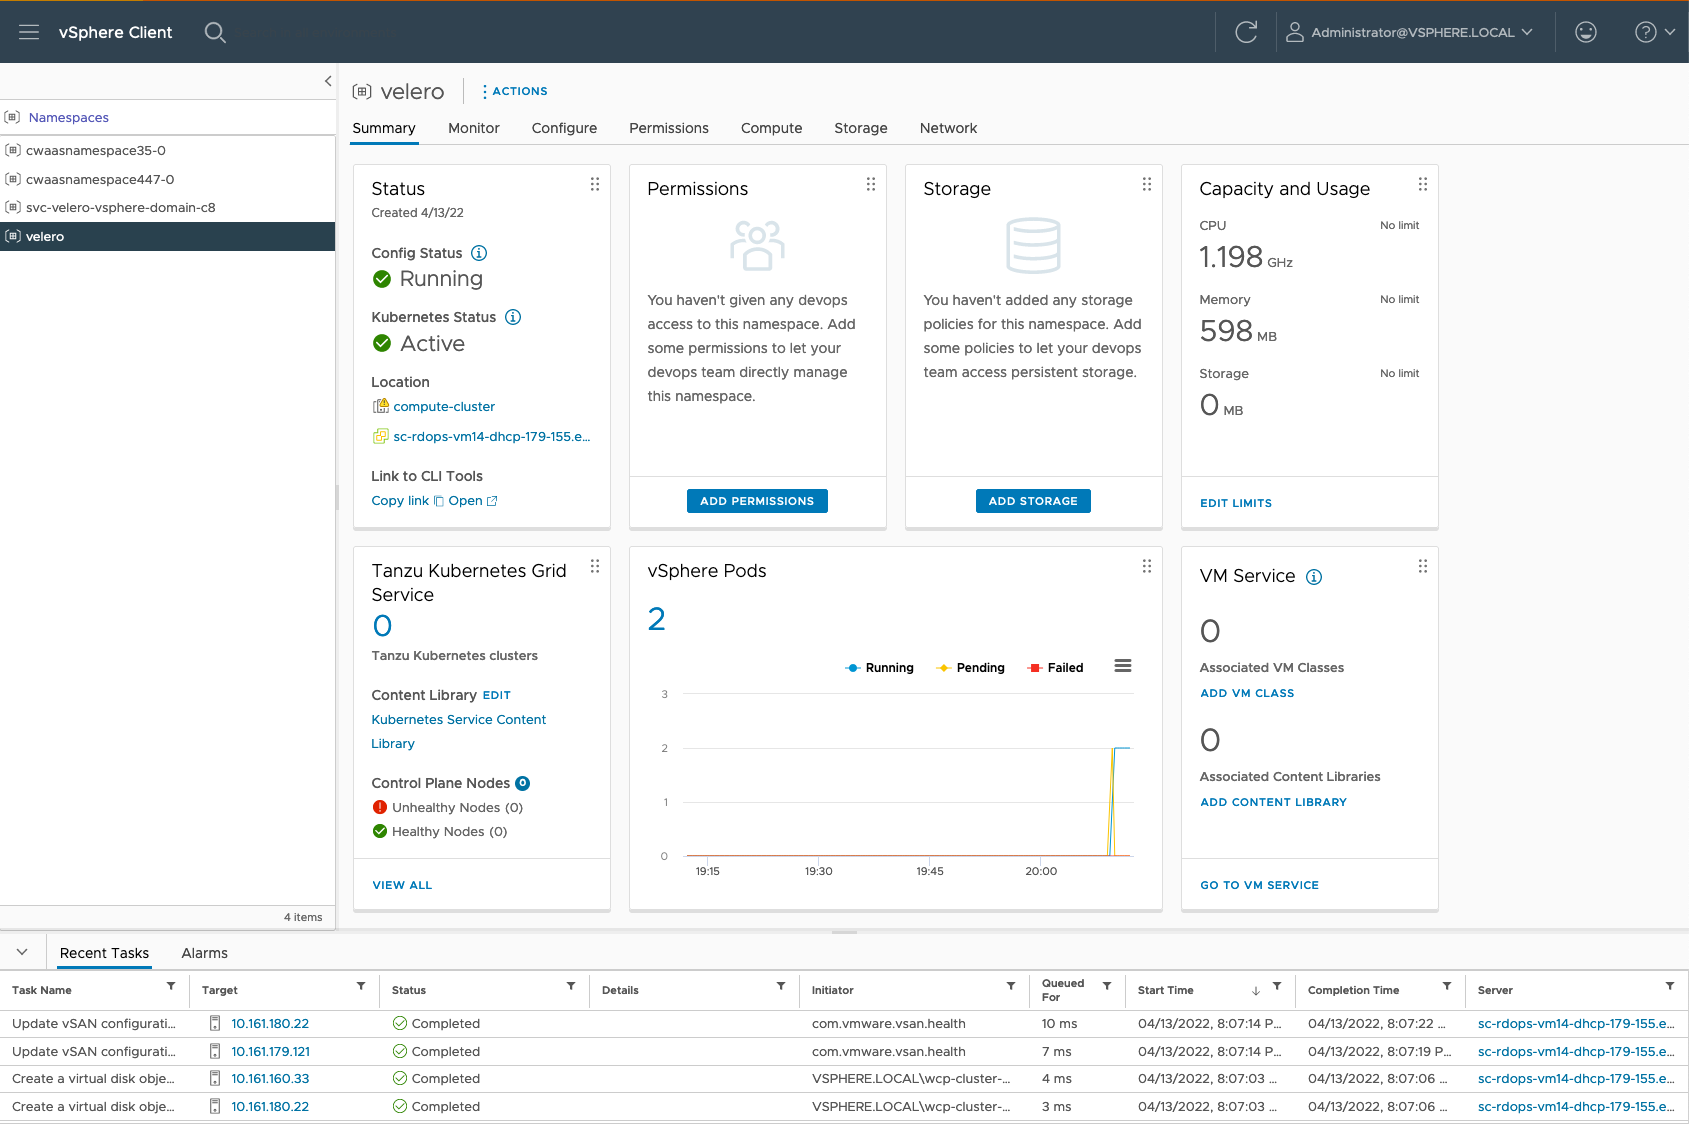 vSphere Client
Administrator@VSPHERE.LOCAL
velero
ACTIONS
Namespaces
cwaasnamespace35-0
cwaasnamespace447-0
svc-velero-vsphere-domain-c8
velero
4 items
Summary Monitor Configure Permissions Compute Storage Network
Status
Created 4/13/22
Config Status
Running
Kubernetes Status
Active
Location
compute-cluster
sc-rdops-vm14-dhcp-179-155.e...
Link to CLI Tools
Copy link Open
Permissions
You haven't given any devops
access to this namespace. Add
some permissions to let your
devops team directly manage
this namespace.
ADD PERMISSIONS
Storage
You haven't added any storage
policies for this namespace. Add
some policies to let your devops
team access persistent storage.
ADD STORAGE
Capacity and Usage
CPU No limit
1.198 GHz
Memory No limit
598 MB
Storage No limit
0 MB
EDIT LIMITS
Tanzu Kubernetes Grid
Service
0
Tanzu Kubernetes clusters
Content Library EDIT
Kubernetes Service Content
Library
Control Plane Nodes 0
Unhealthy Nodes (0)
Healthy Nodes (0)
VIEW ALL
vSphere Pods
2
Running Pending Failed
3
2
1
0
19:15 19:30 19:45 20:00
VM Service
0
Associated VM Classes
ADD VM CLASS
0
Associated Content Libraries
ADD CONTENT LIBRARY
GO TO VM SERVICE
Recent Tasks Alarms
Task Name Target Status Details Initiator Queued For Start Time Completion Time Server
Update vSAN configurati... 10.161.180.22 Completed com.vmware.vsan.health 10 ms 04/13/2022, 8:07:14 P... 04/13/2022, 8:07:22 ... sc-rdops-vm14-dhcp-179-155.e...
Update vSAN configurati... 10.161.179.121 Completed com.vmware.vsan.health 7 ms 04/13/2022, 8:07:14 P... 04/13/2022, 8:07:19 P... sc-rdops-vm14-dhcp-179-155.e...
Create a virtual disk obje... 10.161.160.33 Completed VSPHERE.LOCAL\wcp-cluster-... 4 ms 04/13/2022, 8:07:03 ... 04/13/2022, 8:07:06 ... sc-rdops-vm14-dhcp-179-155.e...
Create a virtual disk obje... 10.161.180.22 Completed VSPHERE.LOCAL\wcp-cluster-... 3 ms 04/13/2022, 8:07:03 ... 04/13/2022, 8:07:06 ... sc-rdops-vm14-dhcp-179-155.e...